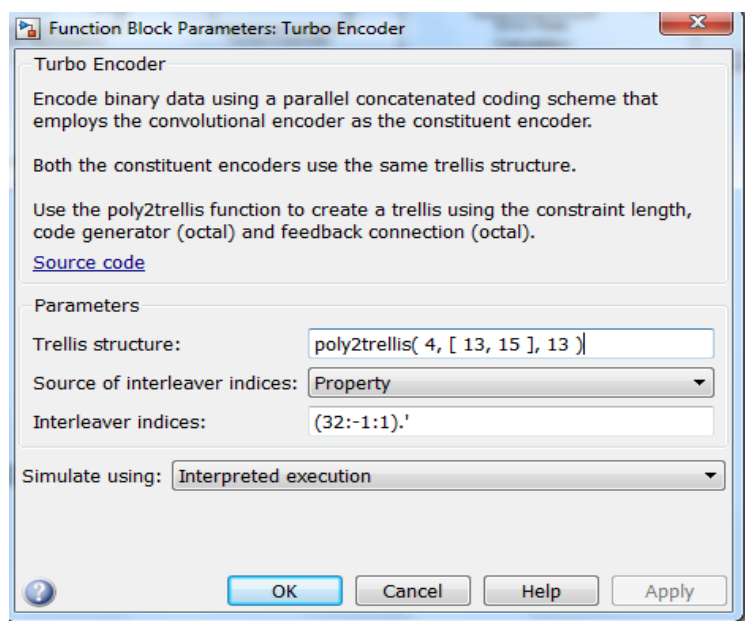 Function Block Parameters: Turbo Encoder
Turbo Encoder
Encode binary data using a parallel concatenated coding scheme that
employs the convolutional encoder as the constituent encoder.
Both the constituent encoders use the same trellis structure.
Use the poly2trellis function to create a trellis using the constraint length,
code generator (octal) and feedback connection (octal).
Source code
Parameters
Trellis structure: poly2trellis( 4, [ 13, 15 ], 13 )
Source of interleaver indices: Property
Interleaver indices: (32:-1:1).'
Simulate using: Interpreted execution
OK Cancel Help Apply